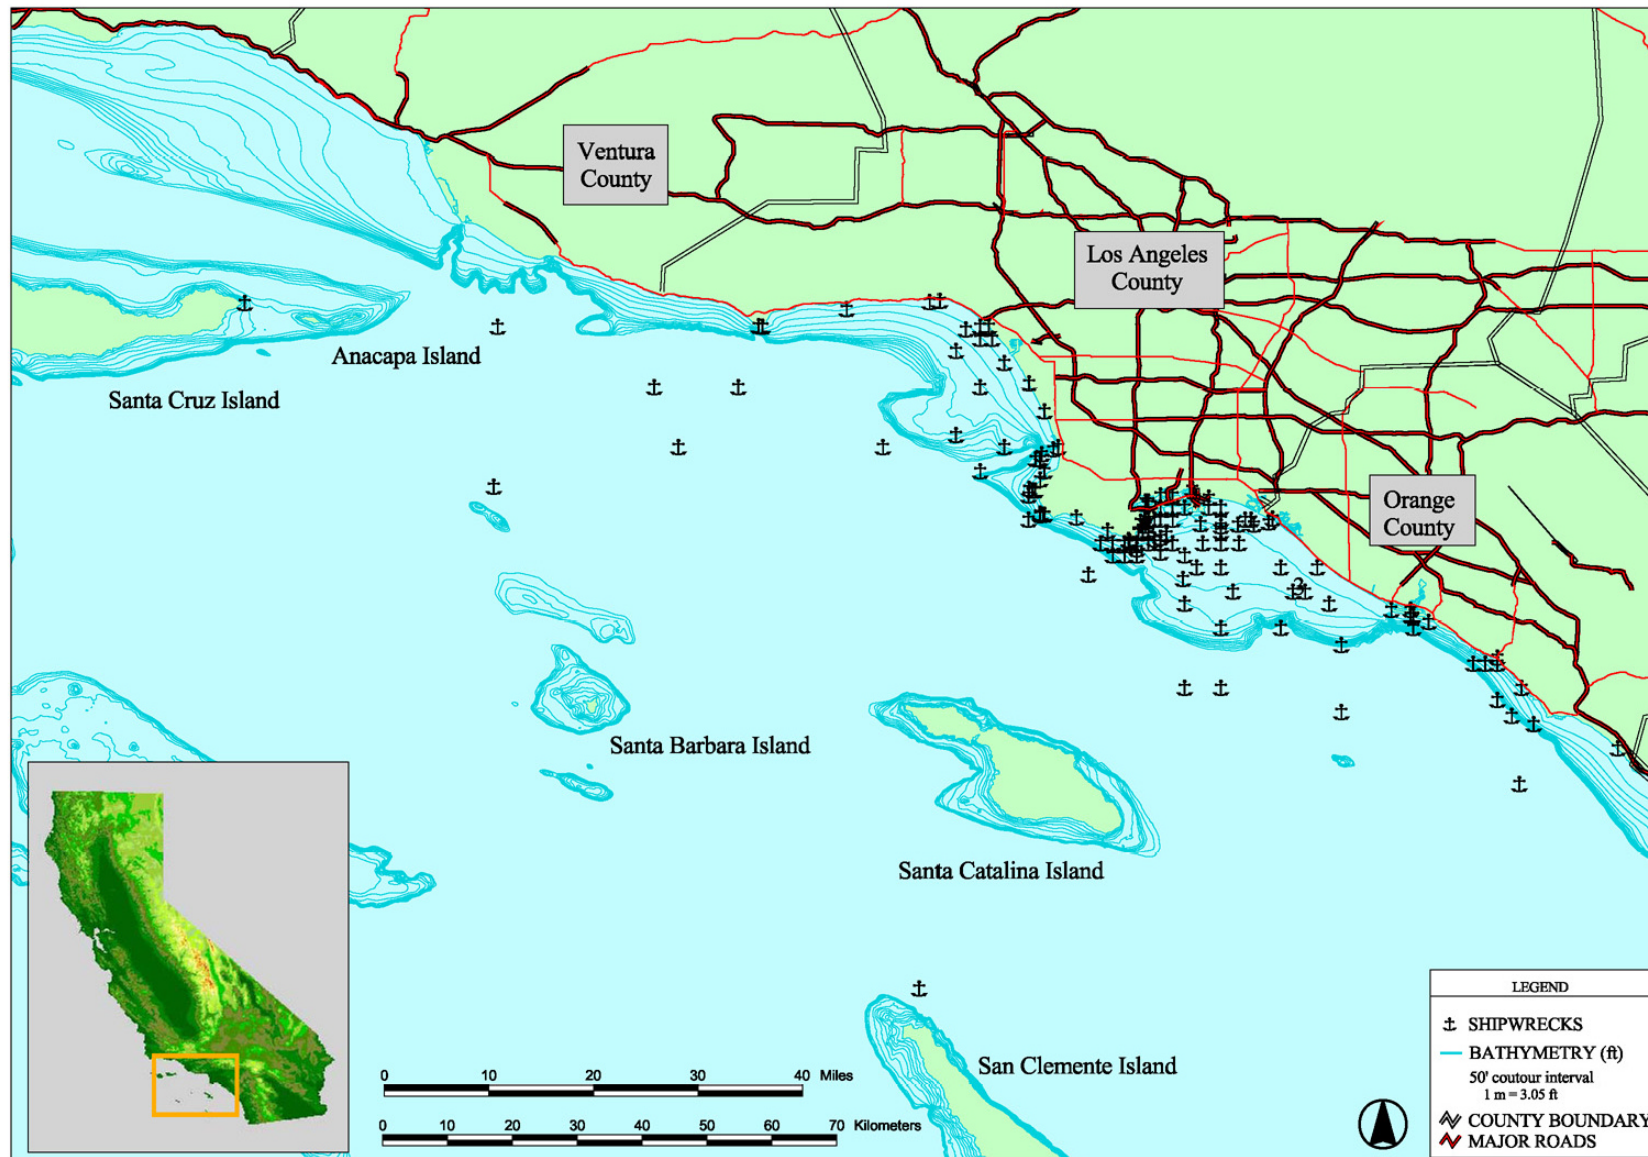 Ventura
County
Los Angeles
County
Anacapa Island
Santa Cruz Island
Orange
County
2
Santa Barbara Island
Santa Catalina Island
San Clemente Island
0 10 20 30 40 Miles
0 10 20 30 40 50 60 70 Kilometers
LEGEND
SHIPWRECKS
BATHYMETRY (ft)
50' coutour interval
1 m = 3.05 ft
COUNTY BOUNDARY
MAJOR ROADS